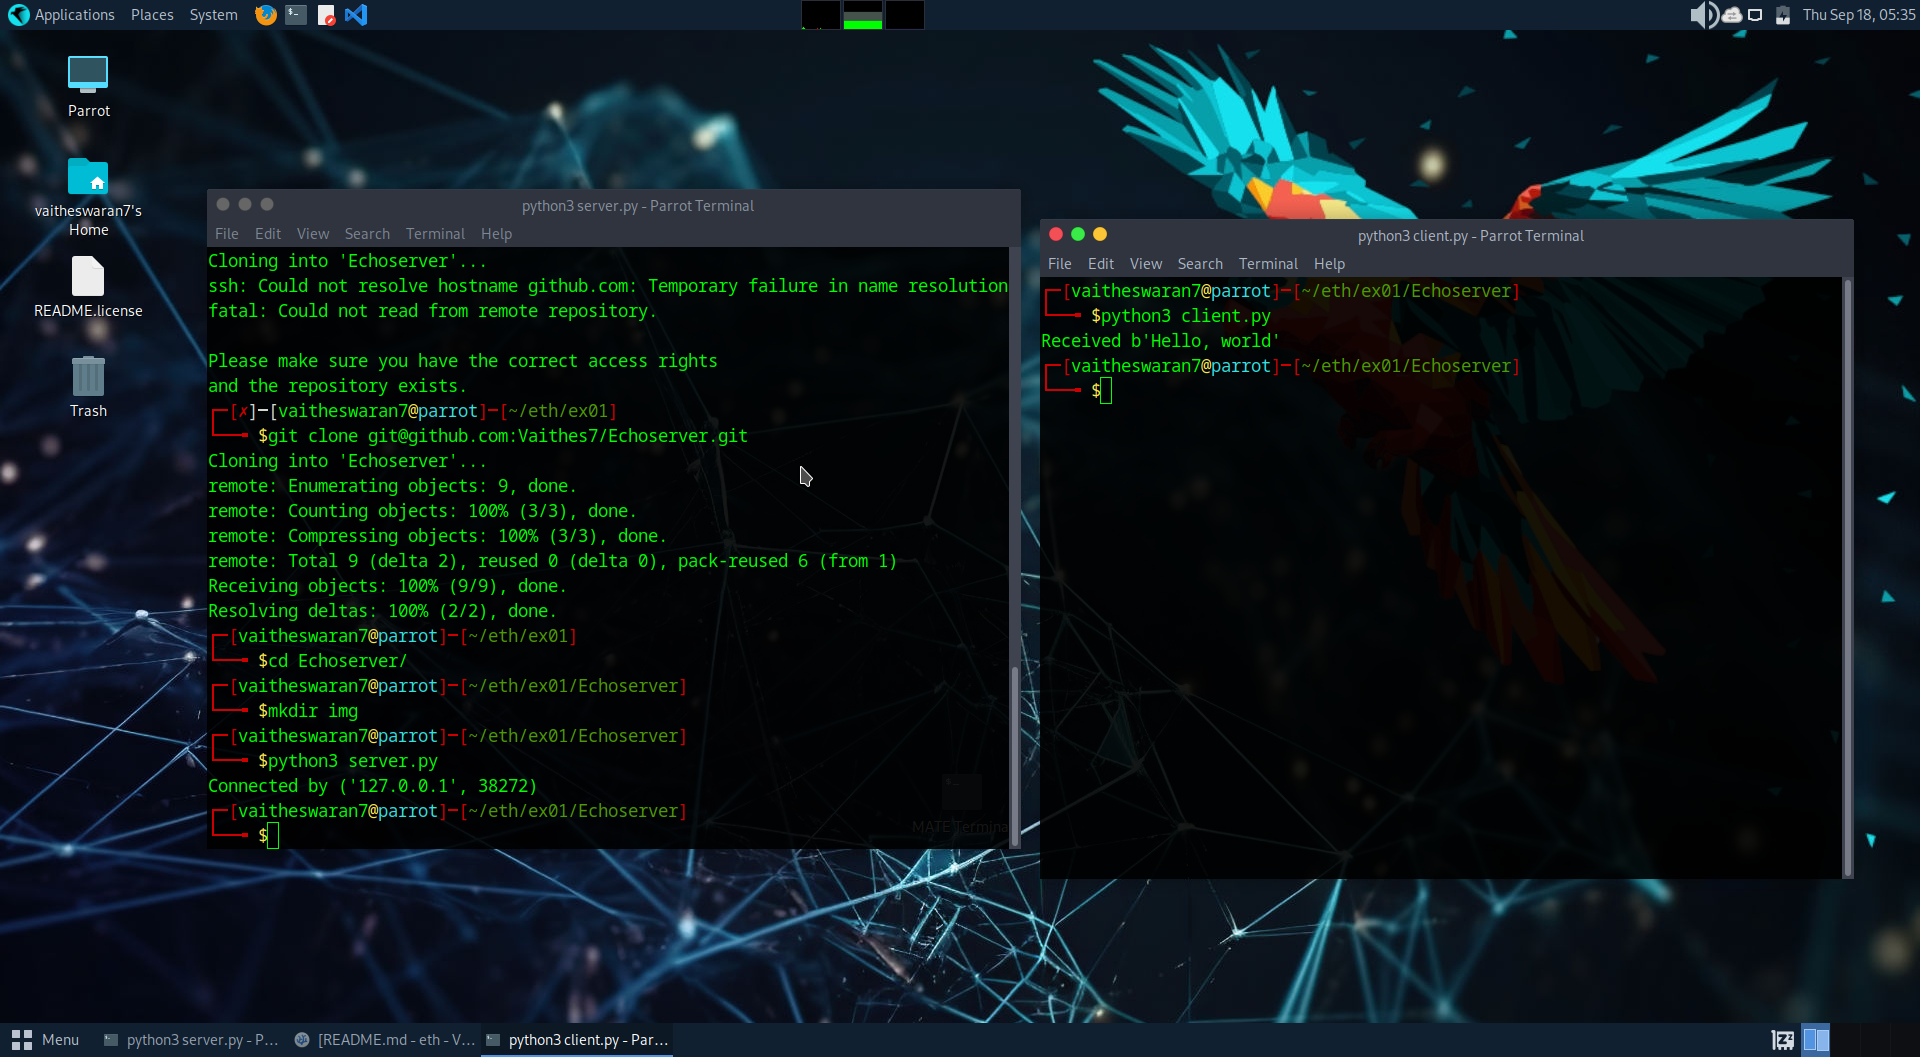 Applications Places System
Thu Sep 18, 05:35
Parrot
vaitheswaran7's
Home
README.license
Trash
python3 server.py - Parrot Terminal
File Edit View Search Terminal Help
Cloning into 'Echoserver'...
ssh: Could not resolve hostname github.com: Temporary failure in name resolution
fatal: Could not read from remote repository.
Please make sure you have the correct access rights
and the repository exists.
┌─[✗]─[vaitheswaran7@parrot]─[~/eth/ex01]
└──╼ $git clone git@github.com:Vaithes7/Echoserver.git
Cloning into 'Echoserver'...
remote: Enumerating objects: 9, done.
remote: Counting objects: 100% (3/3), done.
remote: Compressing objects: 100% (3/3), done.
remote: Total 9 (delta 2), reused 0 (delta 0), pack-reused 6 (from 1)
Receiving objects: 100% (9/9), done.
Resolving deltas: 100% (2/2), done.
┌─[vaitheswaran7@parrot]─[~/eth/ex01]
└──╼ $cd Echoserver/
┌─[vaitheswaran7@parrot]─[~/eth/ex01/Echoserver]
└──╼ $mkdir img
┌─[vaitheswaran7@parrot]─[~/eth/ex01/Echoserver]
└──╼ $python3 server.py
Connected by ('127.0.0.1', 38272)
┌─[vaitheswaran7@parrot]─[~/eth/ex01/Echoserver]
└──╼ $
MATE Terminal
python3 client.py - Parrot Terminal
File Edit View Search Terminal Help
┌─[vaitheswaran7@parrot]─[~/eth/ex01/Echoserver]
└──╼ $python3 client.py
Received b'Hello, world'
┌─[vaitheswaran7@parrot]─[~/eth/ex01/Echoserver]
└──╼ $
Menu
python3 server.py - P...
[README.md - eth - V...
python3 client.py - Par...